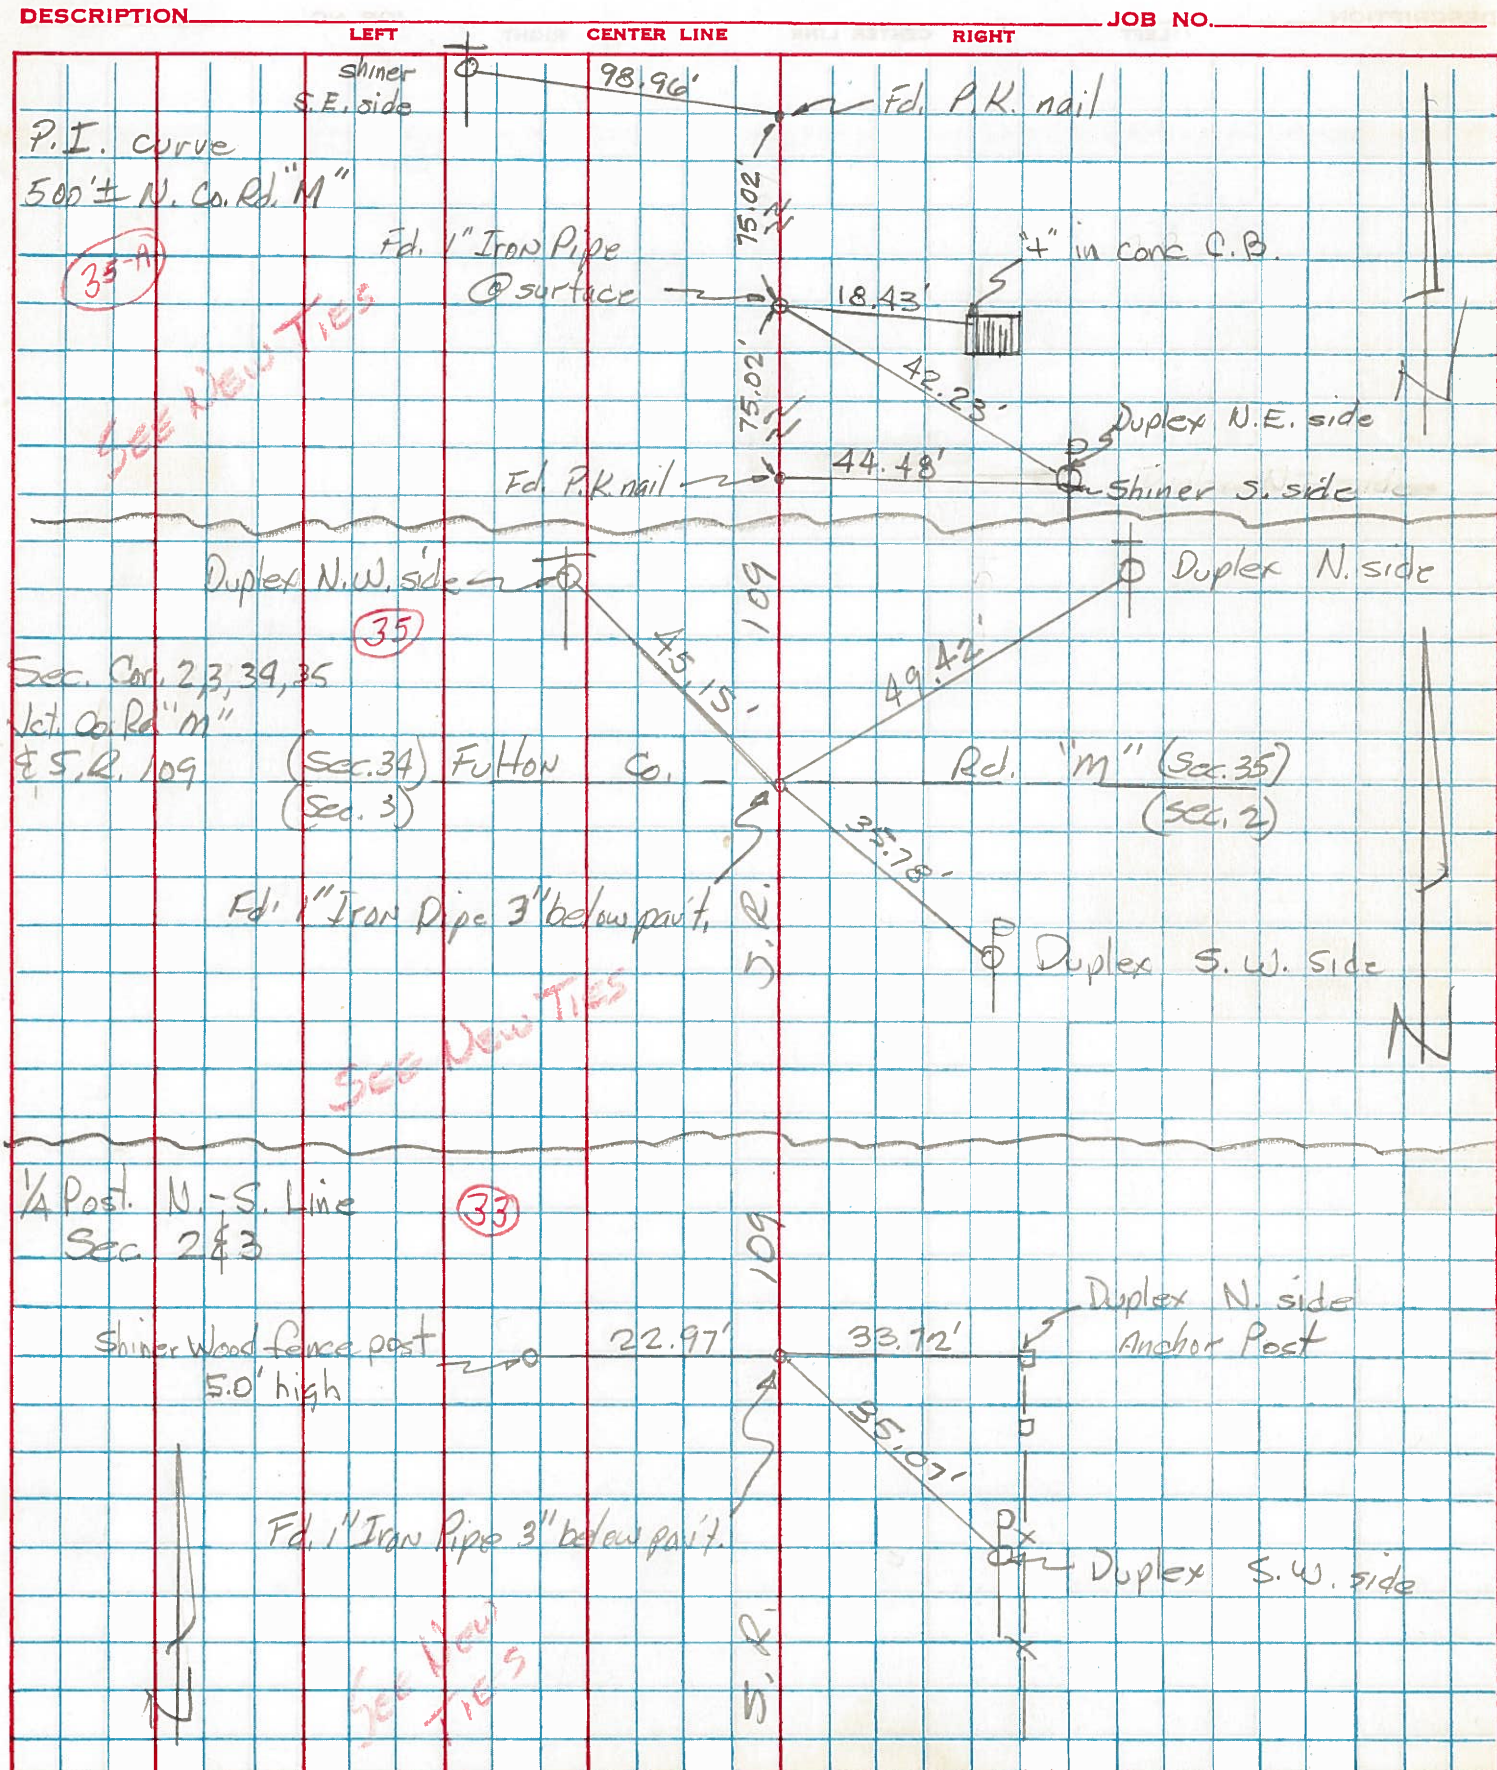 DESCRIPTION JOB NO.
LEFT CENTER LINE RIGHT
shiner
S.E. side
98.96'
Fd. P.K. nail
P.I. curve
500'± N. Co. Rd. "M"
35-A
75.02'
Fd. 1" Iron Pipe
@ surface
"+" in conc C.B.
18.43'
SEE NEW TIES
75.02'
42.23'
Duplex N.E. side
Fd. P.K. nail
44.48'
Shiner S. side
Duplex N.W. side
109
Duplex N. side
35
45.15'
49.42'
Sec. Cor. 2,3,34,35
Jct. Co. Rd "M"
& S.R. 109
(Sec. 34) Fulton Co. Rd. "M" (Sec. 35)
(Sec. 3) (Sec. 2)
35.78'
Fd. 1" Iron Pipe 3" below pav't.
S.R.
Duplex S.W. side
SEE NEW TIES
1/4 Post. N.-S. Line
Sec. 2 & 3
33
109
Duplex N. side
Anchor Post
Shiner Wood fence post
5.0' high
22.97'
33.72'
35.07'
Fd. 1" Iron Pipe 3" below pav't.
Duplex S.W. side
S.R.
SEE NEW
TIES
N
N
N